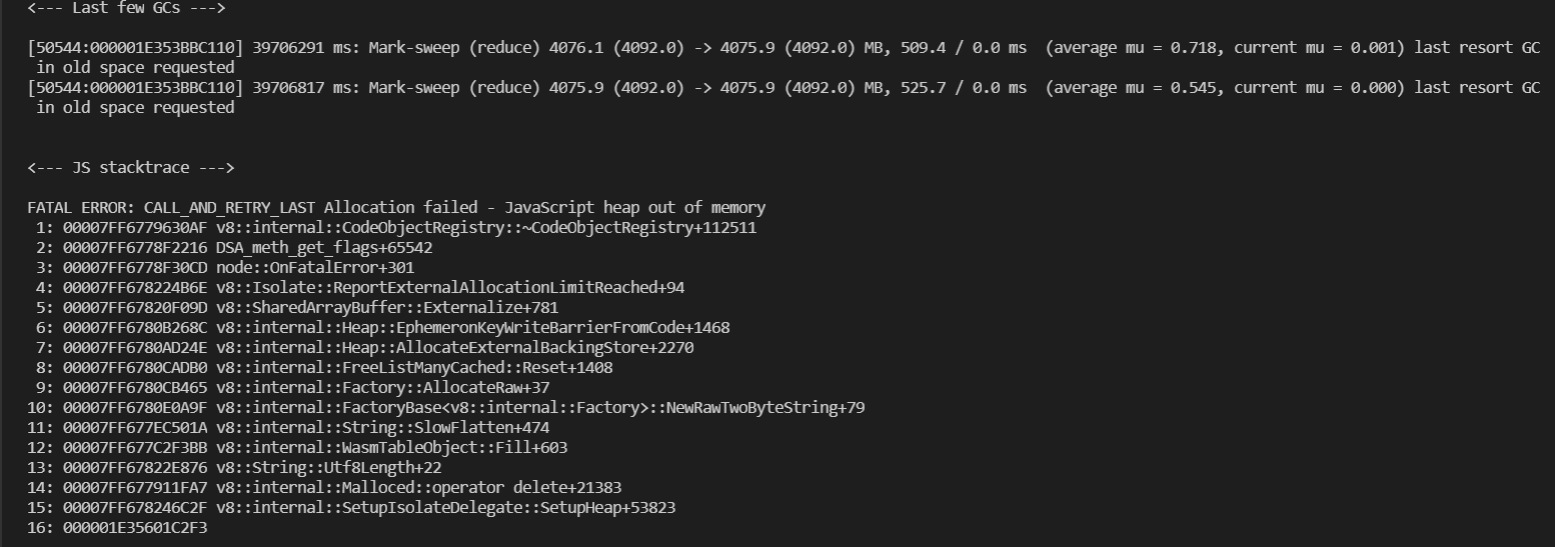 <--- Last few GCs --->
[50544:000001E353BBC110] 39706291 ms: Mark-sweep (reduce) 4076.1 (4092.0) -> 4075.9 (4092.0) MB, 509.4 / 0.0 ms  (average mu = 0.718, current mu = 0.001) last resort GC
in old space requested
[50544:000001E353BBC110] 39706817 ms: Mark-sweep (reduce) 4075.9 (4092.0) -> 4075.9 (4092.0) MB, 525.7 / 0.0 ms  (average mu = 0.545, current mu = 0.000) last resort GC
in old space requested
<--- JS stacktrace --->
FATAL ERROR: CALL_AND_RETRY_LAST Allocation failed - JavaScript heap out of memory
1: 00007FF6779630AF v8::internal::CodeObjectRegistry::~CodeObjectRegistry+112511
2: 00007FF6778F2216 DSA_meth_get_flags+65542
3: 00007FF6778F30CD node::OnFatalError+301
4: 00007FF678224B6E v8::Isolate::ReportExternalAllocationLimitReached+94
5: 00007FF67820F09D v8::SharedArrayBuffer::Externalize+781
6: 00007FF6780B268C v8::internal::Heap::EphemeronKeyWriteBarrierFromCode+1468
7: 00007FF6780AD24E v8::internal::Heap::AllocateExternalBackingStore+2270
8: 00007FF6780CADB0 v8::internal::FreeListManyCached::Reset+1408
9: 00007FF6780CB465 v8::internal::Factory::AllocateRaw+37
10: 00007FF6780E0A9F v8::internal::FactoryBase<v8::internal::Factory>::NewRawTwoByteString+79
11: 00007FF677EC501A v8::internal::String::SlowFlatten+474
12: 00007FF677C2F3BB v8::internal::WasmTableObject::Fill+603
13: 00007FF67822E876 v8::String::Utf8Length+22
14: 00007FF677911FA7 v8::internal::Malloced::operator delete+21383
15: 00007FF678246C2F v8::internal::SetupIsolateDelegate::SetupHeap+53823
16: 000001E35601C2F3